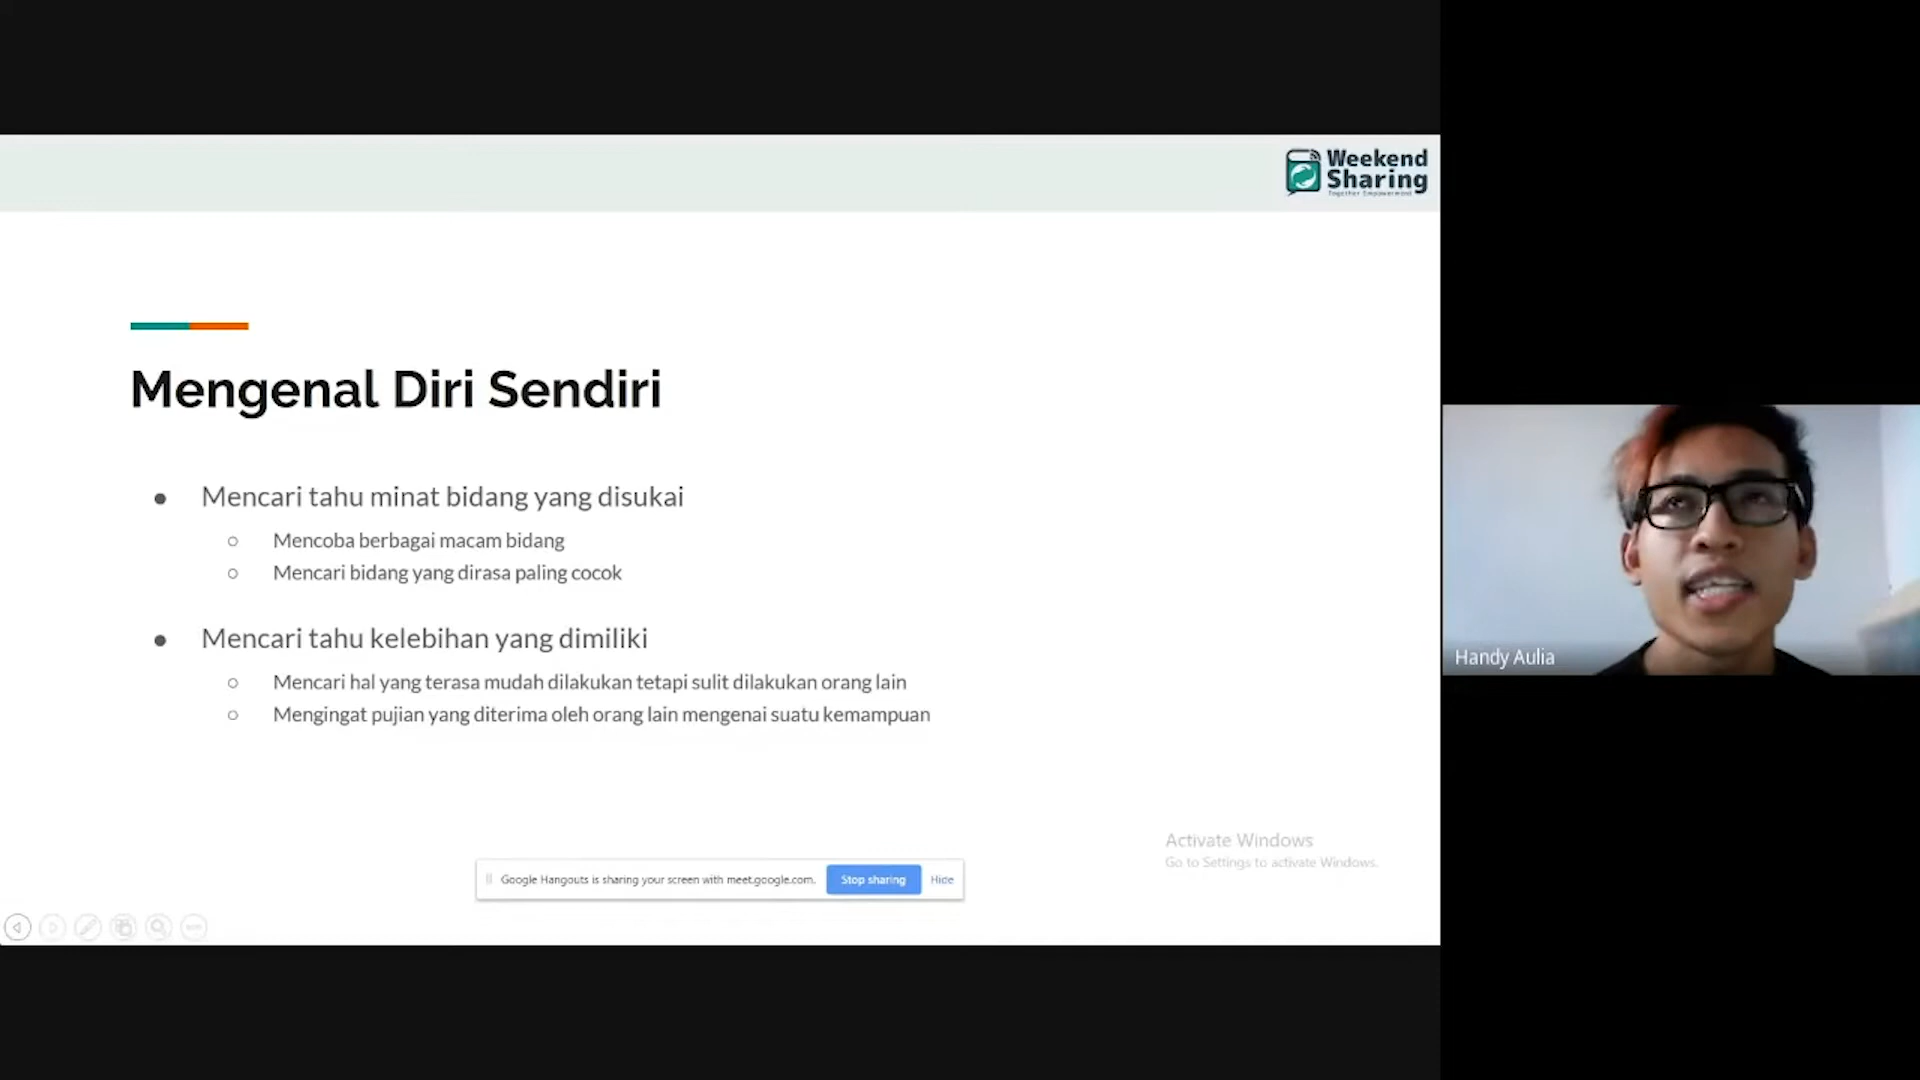 Weekend
Sharing
Together Empowerment
Mengenal Diri Sendiri
Mencari tahu minat bidang yang disukai
Mencoba berbagai macam bidang
Mencari bidang yang dirasa paling cocok
Mencari tahu kelebihan yang dimiliki
Mencari hal yang terasa mudah dilakukan tetapi sulit dilakukan orang lain
Mengingat pujian yang diterima oleh orang lain mengenai suatu kemampuan
Handy Aulia
Activate Windows
Go to Settings to activate Windows.
Google Hangouts is sharing your screen with meet.google.com. Stop sharing Hide